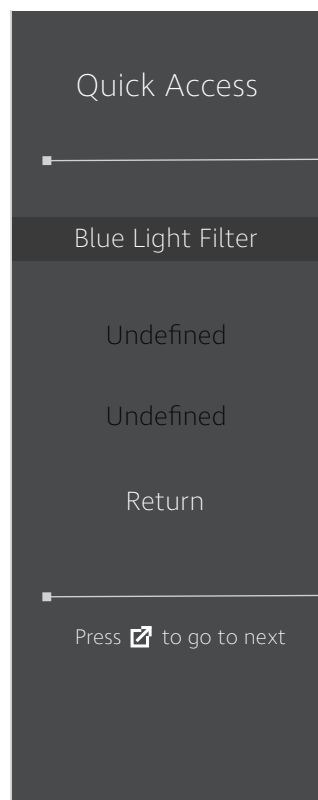 Quick Access
Blue Light Filter
Undefined
Undefined
Return
Press to go to next